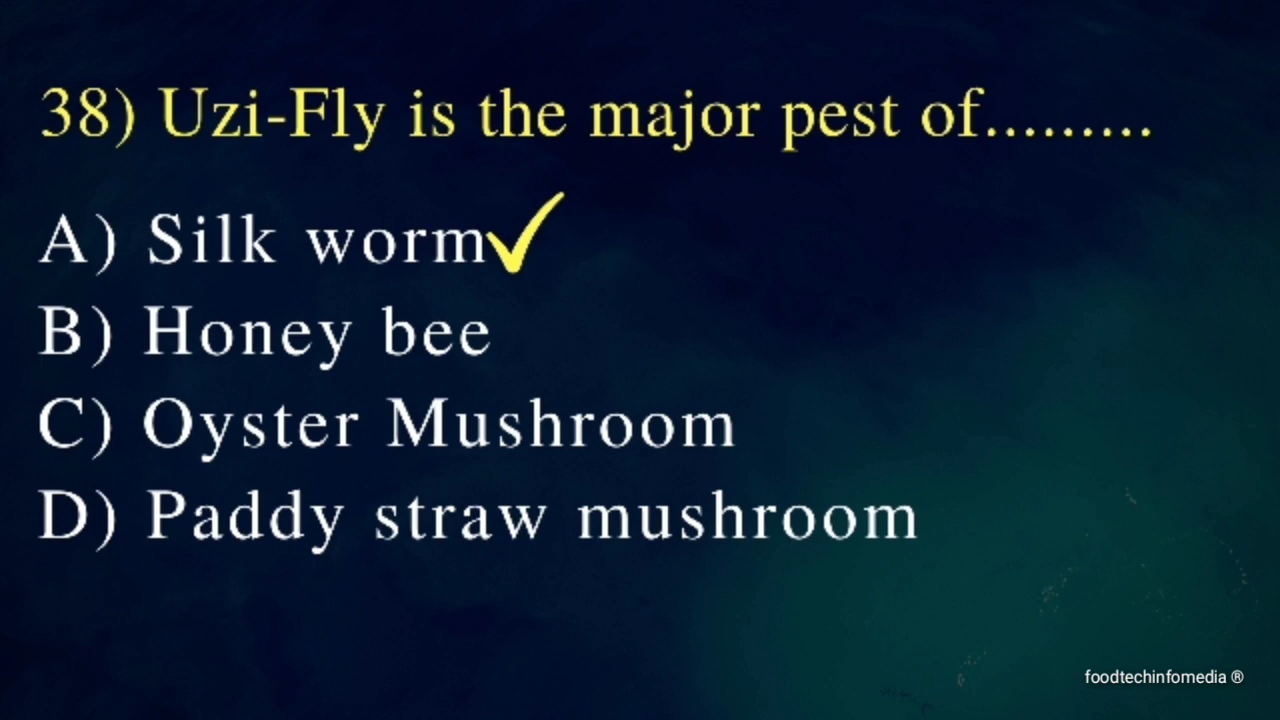 38) Uzi-Fly is the major pest of.........
A) Silk worm✓
B) Honey bee
C) Oyster Mushroom
D) Paddy straw mushroom
foodtechinfomedia ®